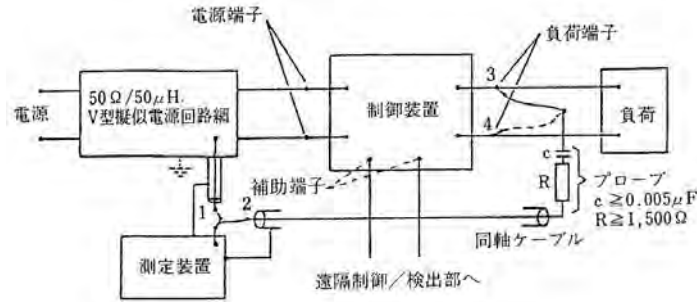 電源端子
負荷端子
電源
50Ω/50μH.
V型擬似電源回路網
制御装置
3
4
負荷
補助端子
c
R
プローブ
c≧0.005μF
R≧1,500Ω
1
2
同軸ケーブル
測定装置
遠隔制御/検出部へ